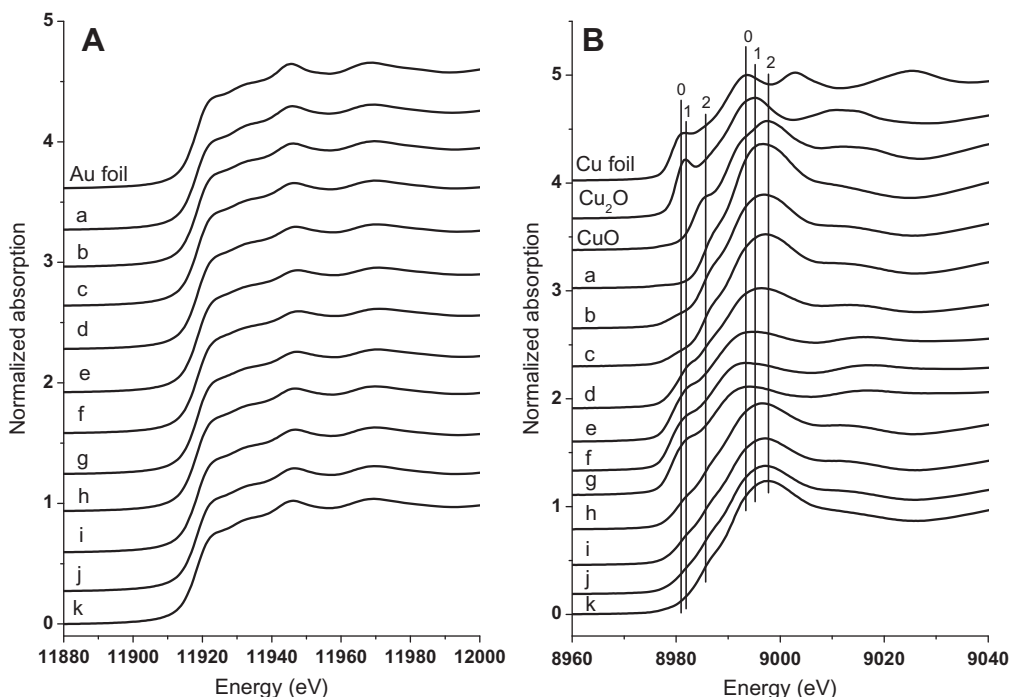 A
5
4
3
2
1
0
Normalized absorption
Au foil
a
b
c
d
e
f
g
h
i
j
k
11880 11900 11920 11940 11960 11980 12000
Energy (eV)
B
5
4
3
2
1
0
Normalized absorption
0
1
2
0
1
2
Cu foil
Cu₂O
CuO
a
b
c
d
e
f
g
h
i
j
k
8960 8980 9000 9020 9040
Energy (eV)